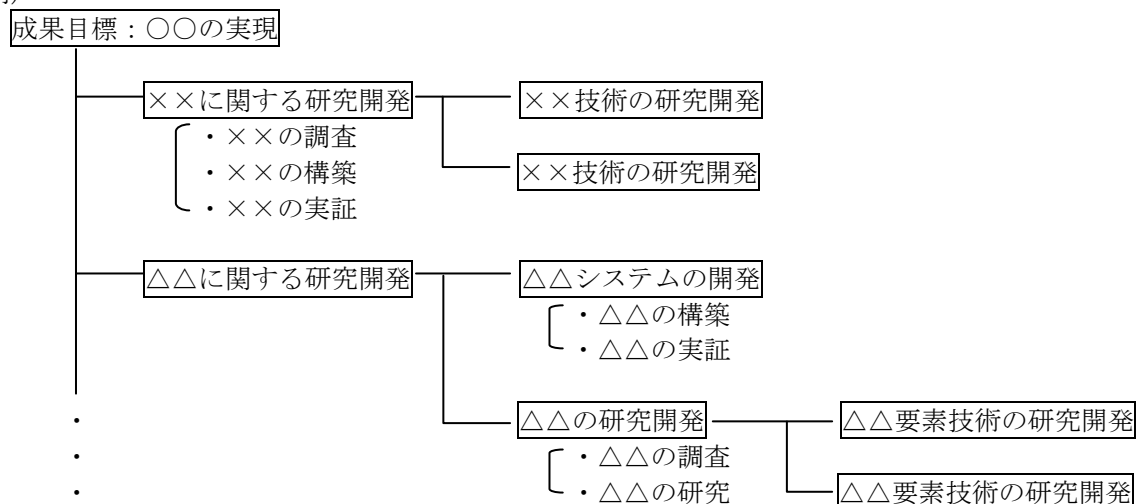 成果目標：○○の実現
××に関する研究開発
××技術の研究開発
・××の調査
・××の構築
××技術の研究開発
・××の実証
△△に関する研究開発
△△システムの開発
・△△の構築
・△△の実証
・
△△の研究開発
△△要素技術の研究開発
・
・△△の調査
・
・△△の研究
△△要素技術の研究開発